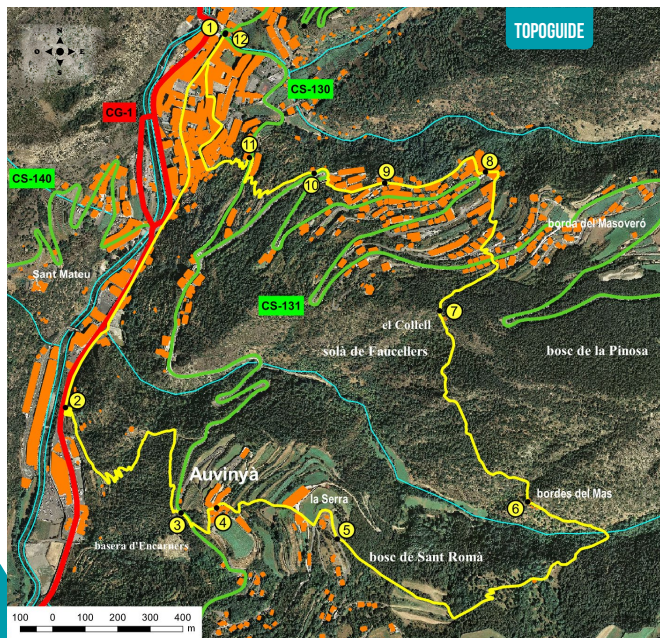 TOPOGUIDE
N
O E
S
1
12
CS-130
CG-1
11
CS-140
10
9
8
borda del Masoveró
Sant Mateu
CS-131
7
el Collell
solà de Faucellers
bosc de la Pinosa
2
Auvinyà
la Serra
bordes del Mas
6
3
4
5
basera d'Encarners
bosc de Sant Romà
100 0 100 200 300 400
m